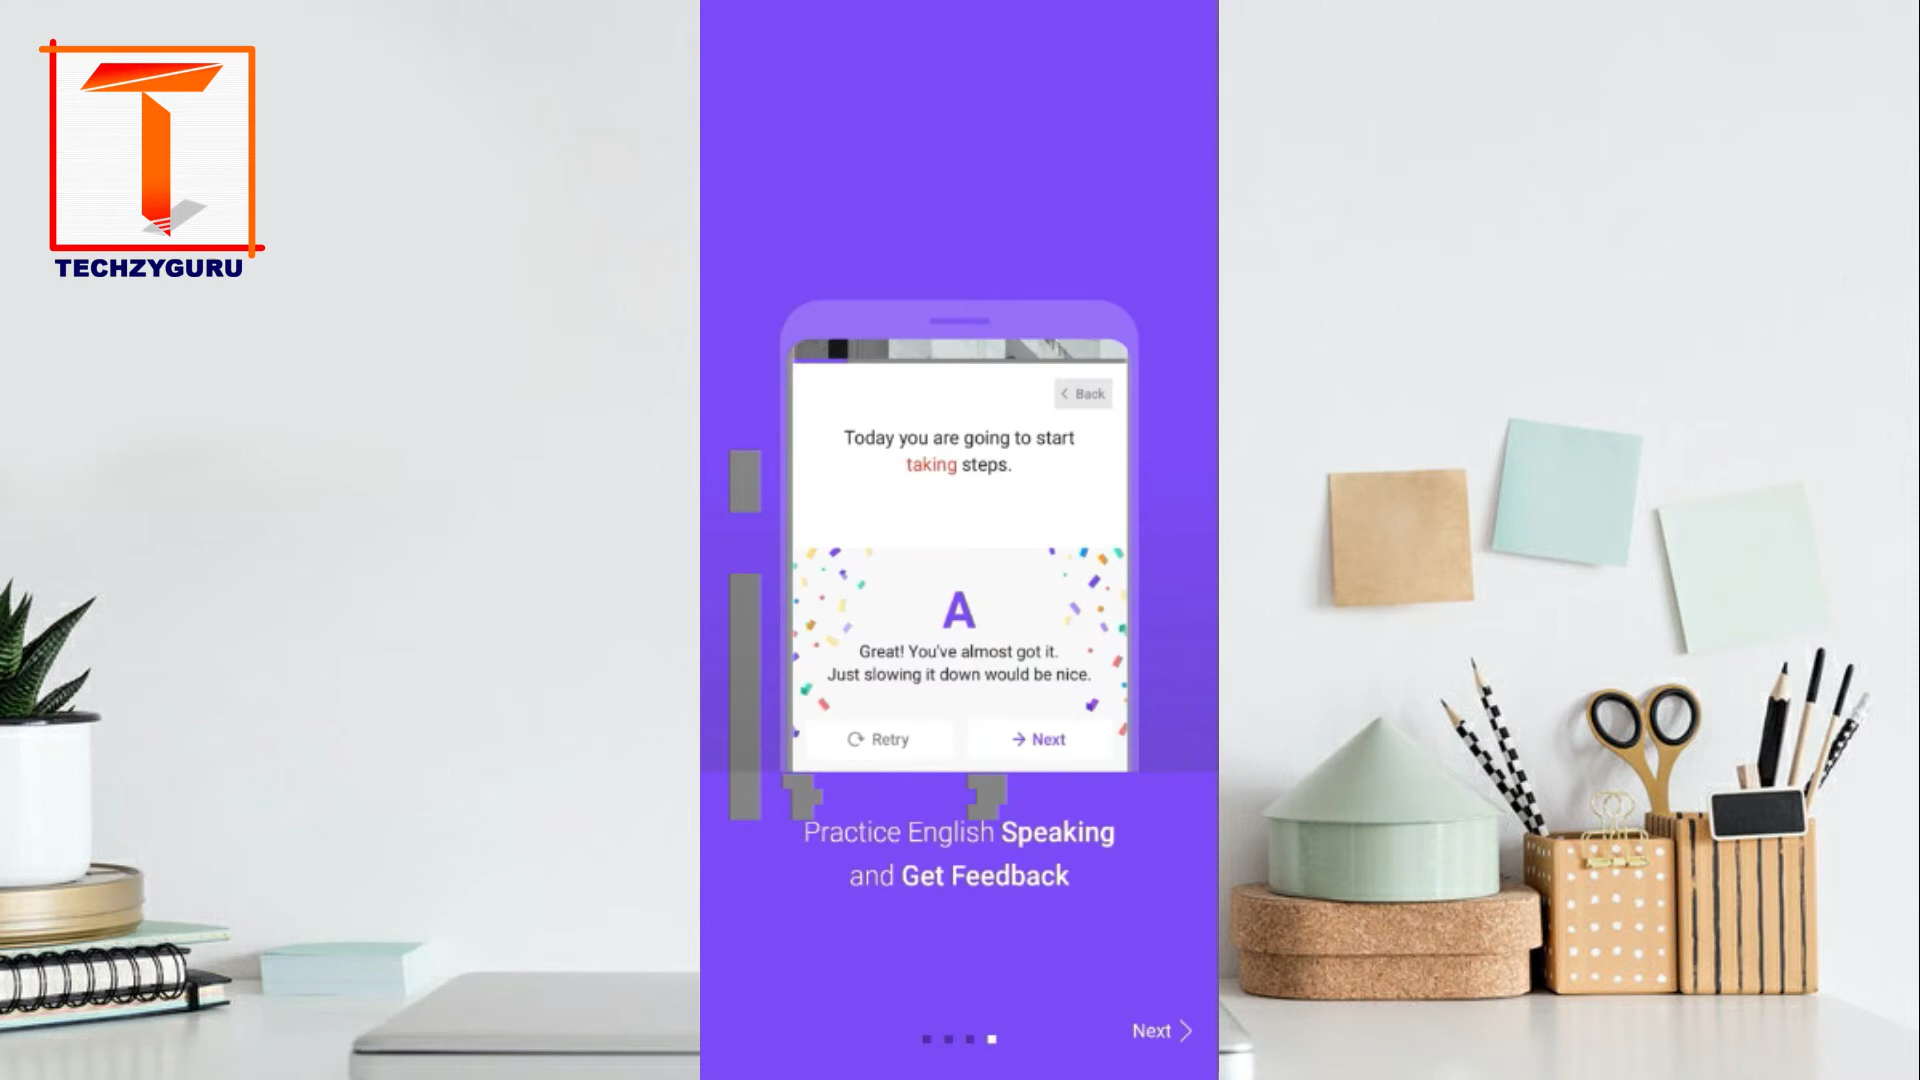 TECHZYGURU
Back
Today you are going to start
taking steps.
A
Great! You've almost got it.
Just slowing it down would be nice.
Retry
Next
Practice English Speaking
and Get Feedback
Next